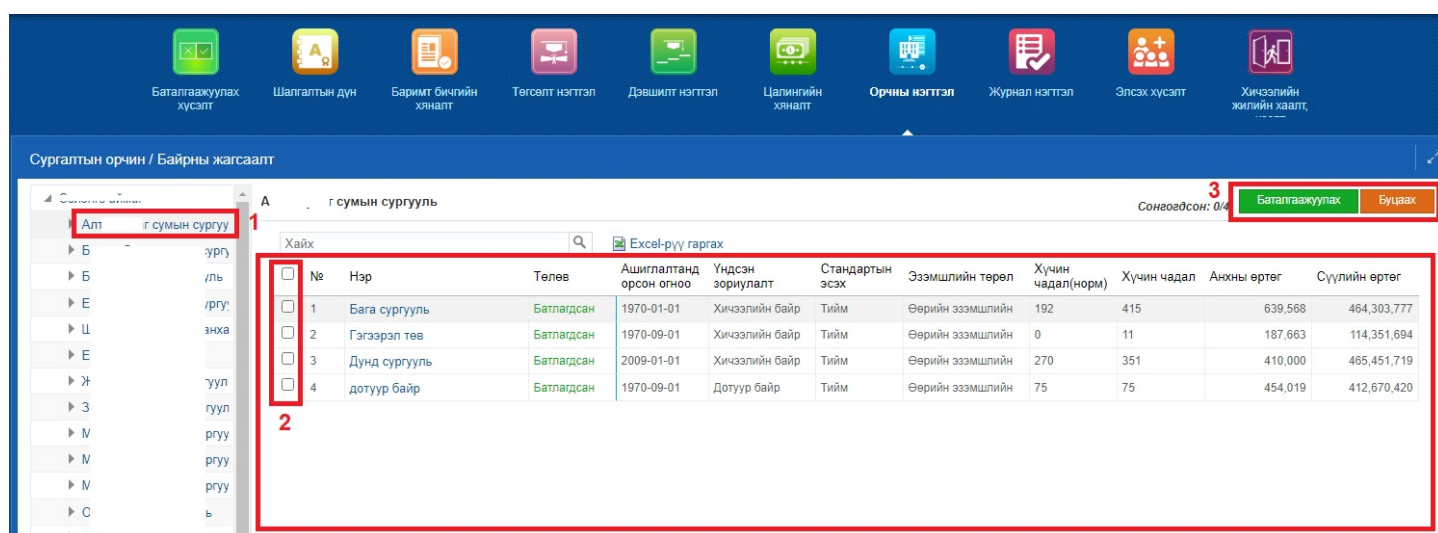 Баталгаажуулах
хүсэлт
Шалгалтын дүн
Баримт бичгийн
хяналт
Төгсөлт нэгтгэл
Дэвшилт нэгтгэл
Цалингийн
хяналт
Орчны нэгтгэл
Журнал нэгтгэл
Элсэх хүсэлт
Хичээлийн
жилийн хаалт,
Сургалтын орчин / Байрны жагсаалт
А г сумын сургууль
Сонгогдсон: 0/4
3
Баталгаажуулах Буцаах
Алт г сумын сургуу
1
Хайх
Excel-рүү гаргах
№ Нэр Төлөв Ашиглалтанд орсон огноо Үндсэн зориулалт Стандартын эсэх Эзэмшлийн төрөл Хүчин чадал(норм) Хүчин чадал Анхны өртөг Сүүлийн өртөг
1 Бага сургууль Батлагдсан 1970-01-01 Хичээлийн байр Тийм Өөрийн эзэмшлийн 192 415 639,568 464,303,777
2 Гэгээрэл төв Батлагдсан 1970-09-01 Хичээлийн байр Тийм Өөрийн эзэмшлийн 0 11 187,663 114,351,694
3 Дунд сургууль Батлагдсан 2009-01-01 Хичээлийн байр Тийм Өөрийн эзэмшлийн 270 351 410,000 465,451,719
4 дотуур байр Батлагдсан 1970-09-01 Дотуур байр Тийм Өөрийн эзэмшлийн 75 75 454,019 412,670,420
2